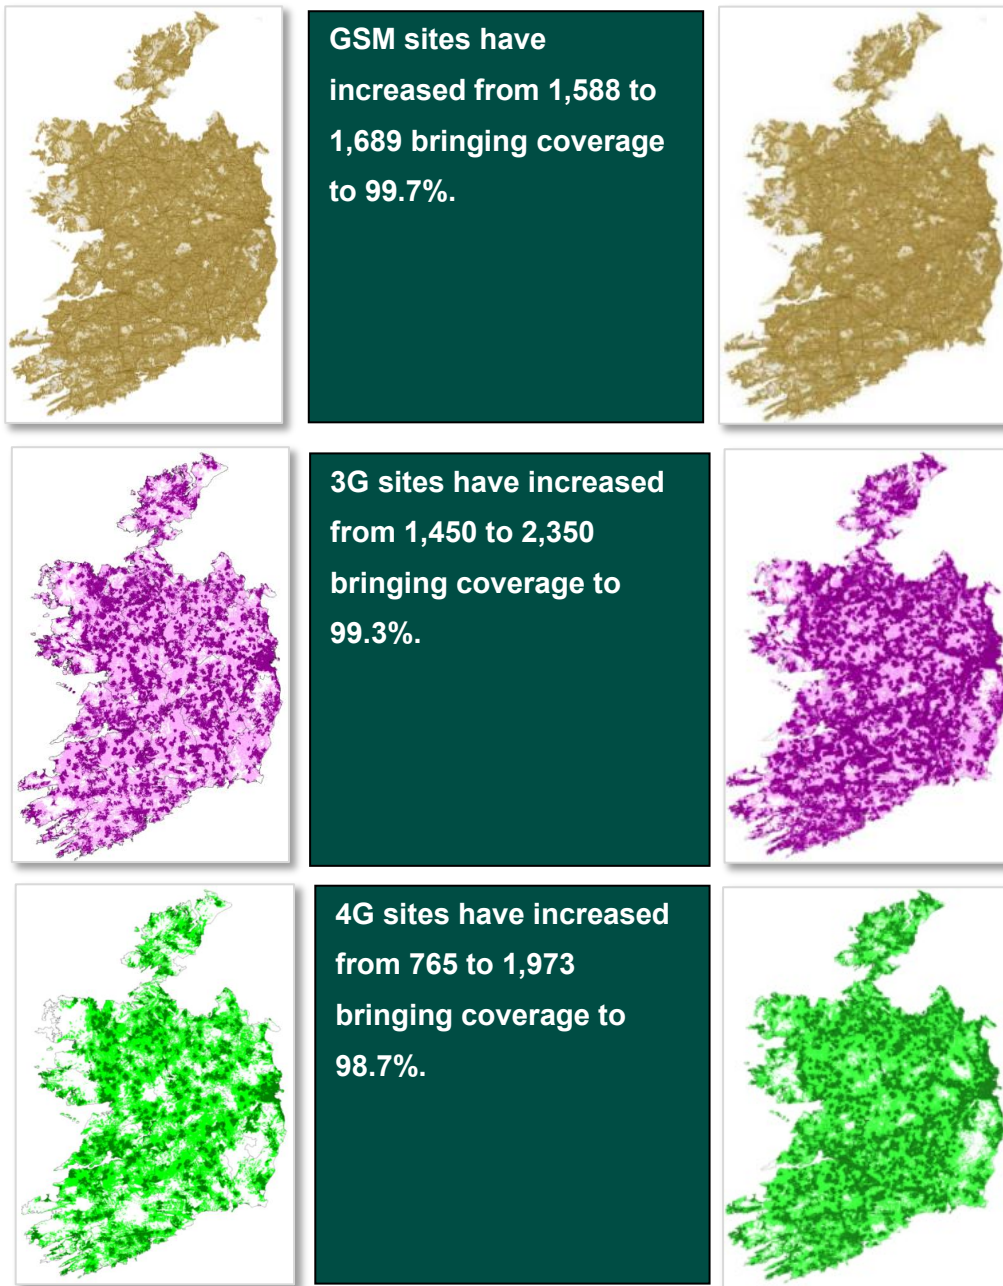 GSM sites have
increased from 1,588 to
1,689 bringing coverage
to 99.7%.
3G sites have increased
from 1,450 to 2,350
bringing coverage to
99.3%.
4G sites have increased
from 765 to 1,973
bringing coverage to
98.7%.